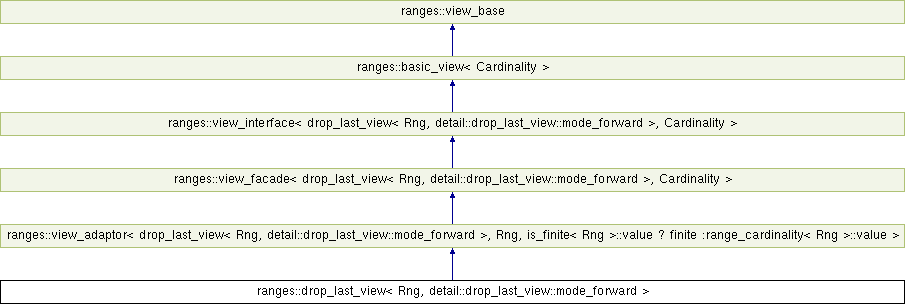 ranges::view_base
ranges::basic_view< Cardinality >
ranges::view_interface< drop_last_view< Rng, detail::drop_last_view::mode_forward >, Cardinality >
ranges::view_facade< drop_last_view< Rng, detail::drop_last_view::mode_forward >, Cardinality >
ranges::view_adaptor< drop_last_view< Rng, detail::drop_last_view::mode_forward >, Rng, is_finite< Rng >::value ? finite :range_cardinality< Rng >::value >
ranges::drop_last_view< Rng, detail::drop_last_view::mode_forward >